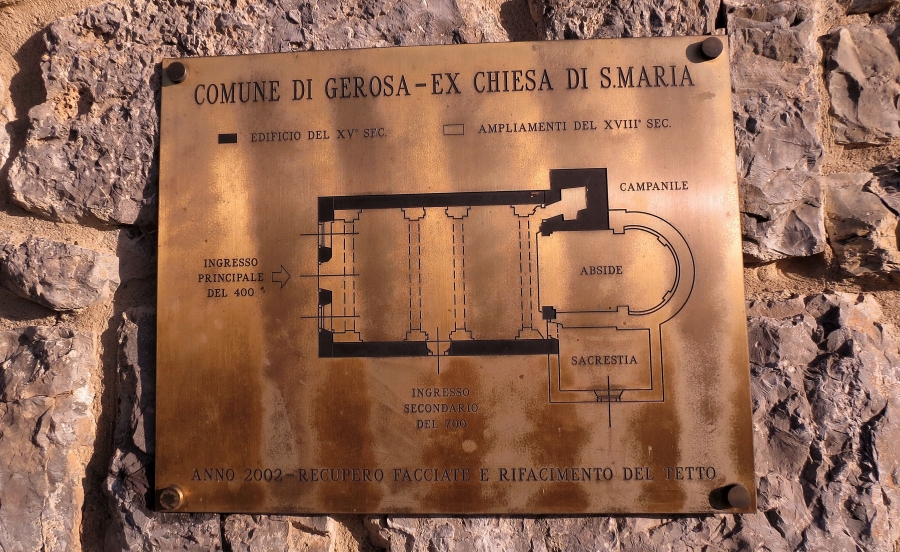 COMUNE DI GEROSA-EX CHIESA DI S.MARIA
EDIFICIO DEL XV° SEC.
AMPLIAMENTI DEL XVIII° SEC.
CAMPANILE
INGRESSO
PRINCIPALE
DEL 400
ABSIDE
SACRESTIA
INGRESSO
SECONDARIO
DEL 700
ANNO 2002-RECUPERO FACCIATE E RIFACIMENTO DEL TETTO